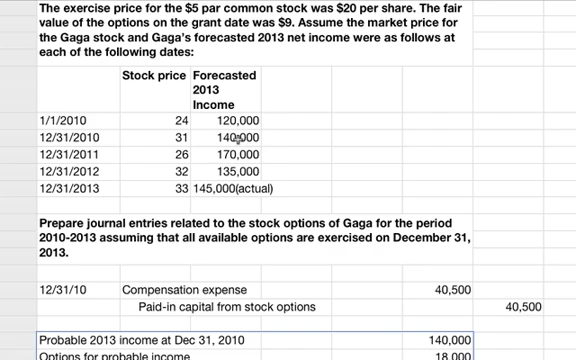 The exercise price for the $5 par common stock was $20 per share. The fair
value of the options on the grant date was $9. Assume the market price for
the Gaga stock and Gaga's forecasted 2013 net income were as follows at
each of the following dates:
Stock price Forecasted
2013
Income
1/1/2010 24 120,000
12/31/2010 31 140,000
12/31/2011 26 170,000
12/31/2012 32 135,000
12/31/2013 33 145,000(actual)
Prepare journal entries related to the stock options of Gaga for the period
2010-2013 assuming that all available options are exercised on December 31,
2013.
12/31/10 Compensation expense 40,500
Paid-in capital from stock options 40,500
Probable 2013 income at Dec 31, 2010 140,000
Options for probable income 18,000